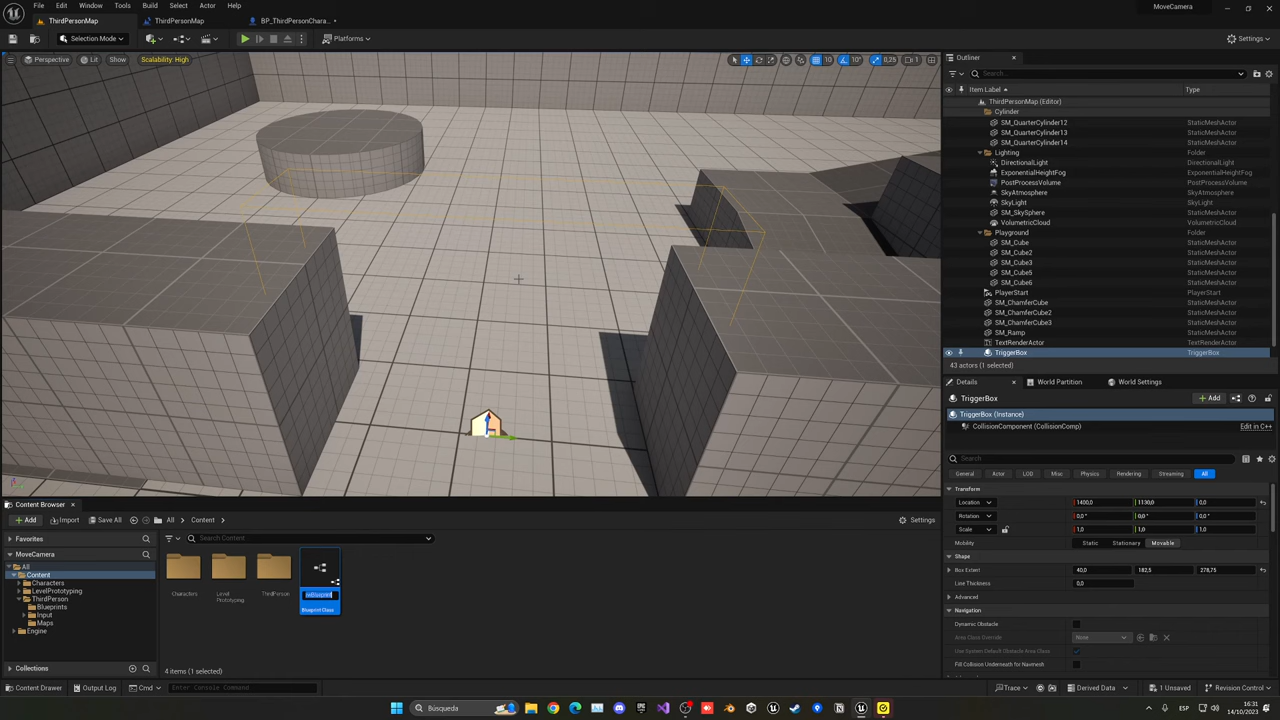 File Edit Window Tools Build Select Actor Help
MoveCamera
ThirdPersonMap ThirdPersonMap BP_ThirdPersonChara…
Selection Mode Platforms Settings
Perspective Lit Show Scalability: High 10 10° 0,25 1
Outliner
Search...
Item Label Type
ThirdPersonMap (Editor)
Cylinder
SM_QuarterCylinder12 StaticMeshActor
SM_QuarterCylinder13 StaticMeshActor
SM_QuarterCylinder14 StaticMeshActor
Lighting Folder
DirectionalLight DirectionalLight
ExponentialHeightFog ExponentialHeightFog
PostProcessVolume PostProcessVolume
SkyAtmosphere SkyAtmosphere
SkyLight SkyLight
SM_SkySphere StaticMeshActor
VolumetricCloud VolumetricCloud
Playground Folder
SM_Cube StaticMeshActor
SM_Cube2 StaticMeshActor
SM_Cube3 StaticMeshActor
SM_Cube5 StaticMeshActor
SM_Cube6 StaticMeshActor
PlayerStart PlayerStart
SM_ChamferCube StaticMeshActor
SM_ChamferCube2 StaticMeshActor
SM_ChamferCube3 StaticMeshActor
SM_Ramp StaticMeshActor
TextRenderActor TextRenderActor
TriggerBox TriggerBox
43 actors (1 selected)
Details World Partition World Settings
TriggerBox Add
TriggerBox (Instance)
CollisionComponent (CollisionComp) Edit in C++
Search
General Actor LOD Misc Physics Rendering Streaming All
Transform
Location 1400,0 1130,0 0,0
Rotation 0,0 ° 0,0 ° 0,0 °
Scale 1,0 1,0 1,0
Mobility Static Stationary Movable
Shape
Box Extent 40,0 182,5 278,75
Line Thickness 0,0
Advanced
Navigation
Dynamic Obstacle
Area Class Override None
Use System Default Obstacle Area Class
Fill Collision Underneath for Navmesh
Content Browser
Add Import Save All All Content Settings
Favorites
Search Content
MoveCamera
All
Content
Characters
LevelPrototyping
ThirdPerson
Blueprints
Input
Maps
Engine
Collections
Characters
Level
Prototyping
ThirdPerson
Blueprint Class
4 items (1 selected)
Content Drawer Output Log Cmd Enter Console Command Trace Derived Data 1 Unsaved Revision Control
Búsqueda
ESP
16:31
14/10/2023